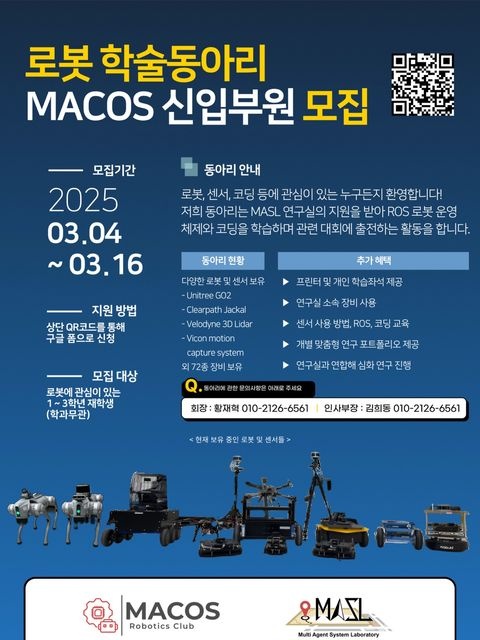 로봇 학술동아리
MACOS 신입부원 모집
모집기간
2025
03.04
~ 03.16
지원 방법
상단 QR코드를 통해
구글 폼으로 신청
모집 대상
로봇에 관심이 있는
1 ~ 3학년 재학생
(학과무관)
동아리 안내
로봇, 센서, 코딩 등에 관심이 있는 누구든지 환영합니다!
저희 동아리는 MASL 연구실의 지원을 받아 ROS 로봇 운영
체제와 코딩을 학습하며 관련 대회에 출전하는 활동을 합니다.
동아리 현황
다양한 로봇 및 센서 보유
- Unitree GO2
- Clearpath Jackal
- Velodyne 3D Lidar
- Vicon motion
capture system
외 72종 장비 보유
추가 혜택
▶ 프린터 및 개인 학습좌석 제공
▶ 연구실 소속 장비 사용
▶ 센서 사용 방법, ROS, 코딩 교육
▶ 개별 맞춤형 연구 포트폴리오 제공
▶ 연구실과 연합해 심화 연구 진행
Q. 동아리에 관한 문의사항은 아래로 주세요
회장 : 황재혁 010-2126-6561 | 인사부장 : 김희동 010-2126-6561
< 현재 보유 중인 로봇 및 센서들 >
MACOS
Robotics Club
MASL
Multi Agent System Laboratory